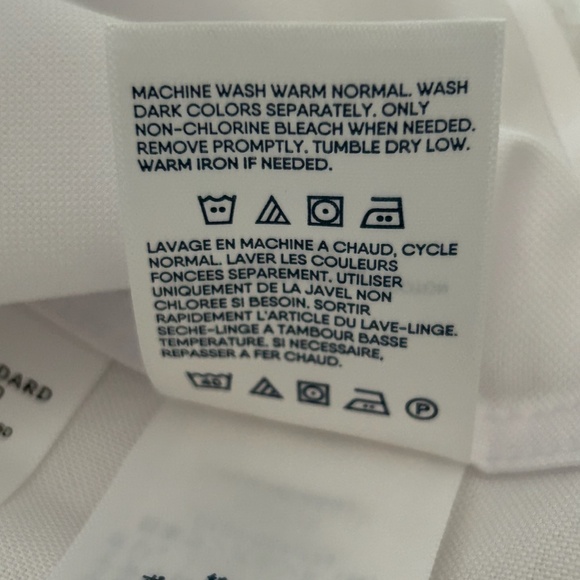 MACHINE WASH WARM NORMAL. WASH
DARK COLORS SEPARATELY. ONLY
NON-CHLORINE BLEACH WHEN NEEDED.
REMOVE PROMPTLY. TUMBLE DRY LOW.
WARM IRON IF NEEDED.
LAVAGE EN MACHINE A CHAUD, CYCLE
NORMAL. LAVER LES COULEURS
FONCEES SEPAREMENT. UTILISER
UNIQUEMENT DE LA JAVEL NON
CHLOREE SI BESOIN. SORTIR
RAPIDEMENT L'ARTICLE DU LAVE-LINGE.
SECHE-LINGE A TAMBOUR BASSE
TEMPERATURE. SI NECESSAIRE,
REPASSER A FER CHAUD.
40 P
DARD